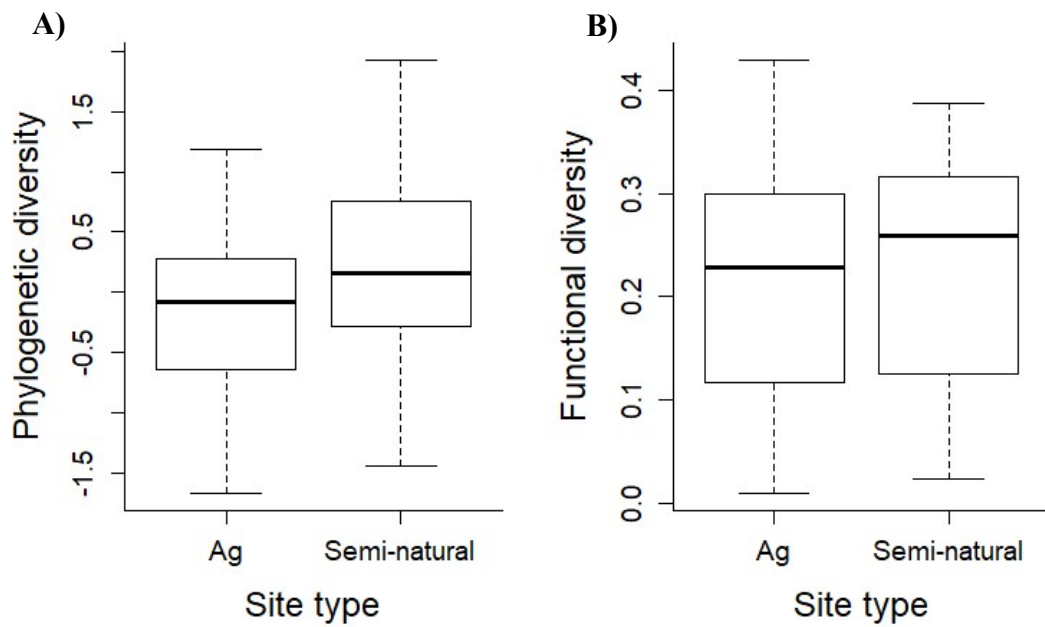 A)
Phylogenetic diversity
1.5
0.5
-0.5
-1.5
Ag
Semi-natural
Site type
B)
Functional diversity
0.4
0.3
0.2
0.1
0.0
Ag
Semi-natural
Site type